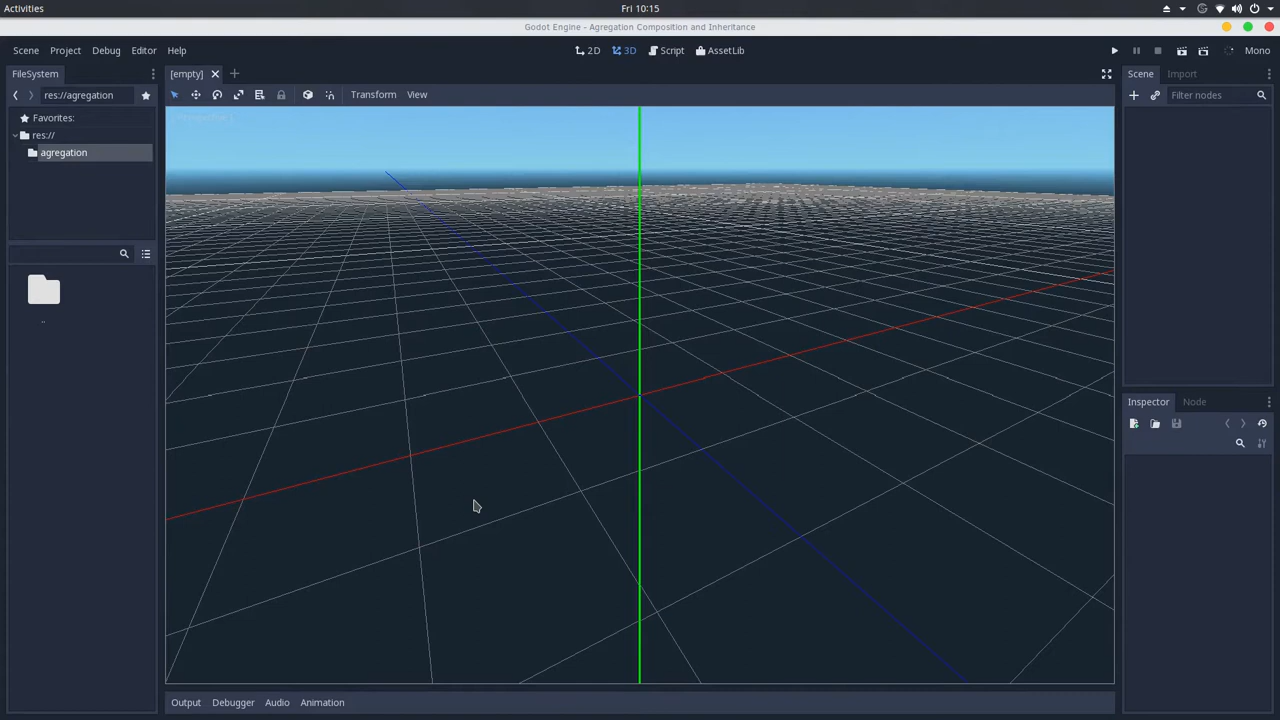 Activities
Fri 10:15
Godot Engine - Agregation Composition and Inheritance
Scene Project Debug Editor Help
2D 3D Script AssetLib
Mono
FileSystem
[empty]
Scene Import
res://agregation
Transform View
Filter nodes
Favorites:
res://
agregation
..
Inspector Node
Output Debugger Audio Animation